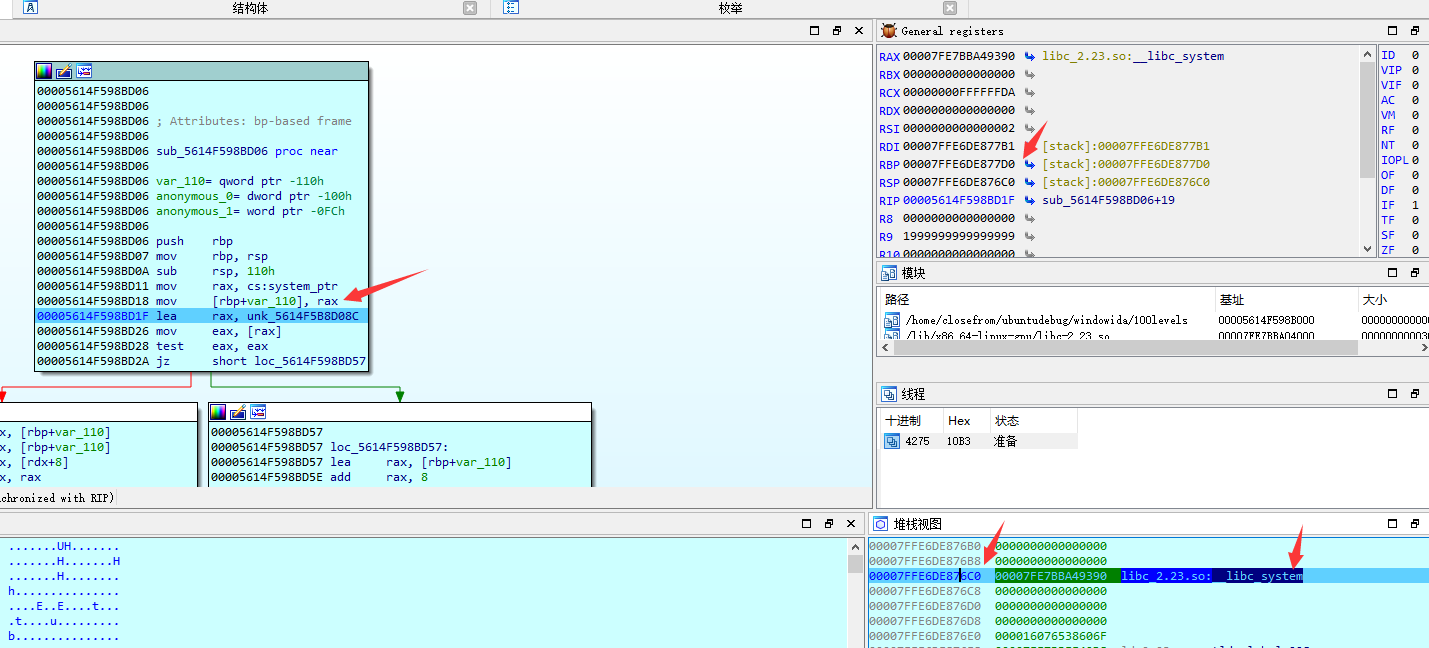 结构体
枚举
00005614F598BD06
00005614F598BD06
00005614F598BD06 ; Attributes: bp-based frame
00005614F598BD06
00005614F598BD06 sub_5614F598BD06 proc near
00005614F598BD06
00005614F598BD06 var_110= qword ptr -110h
00005614F598BD06 anonymous_0= dword ptr -100h
00005614F598BD06 anonymous_1= word ptr -0FCh
00005614F598BD06
00005614F598BD06 push rbp
00005614F598BD07 mov rbp, rsp
00005614F598BD0A sub rsp, 110h
00005614F598BD11 mov rax, cs:system_ptr
00005614F598BD18 mov [rbp+var_110], rax
00005614F598BD1F lea rax, unk_5614F5B8D08C
00005614F598BD26 mov eax, [rax]
00005614F598BD28 test eax, eax
00005614F598BD2A jz short loc_5614F598BD57
x, [rbp+var_110]
x, [rbp+var_110]
x, [rdx+8]
x, rax
00005614F598BD57
00005614F598BD57 loc_5614F598BD57:
00005614F598BD57 lea rax, [rbp+var_110]
00005614F598BD5E add rax, 8
chronized with RIP)
General registers
RAX 00007FE7BBA49390 libc_2.23.so:__libc_system
RBX 0000000000000000
RCX 00000000FFFFFFDA
RDX 0000000000000000
RSI 0000000000000002
RDI 00007FFE6DE877B1 [stack]:00007FFE6DE877B1
RBP 00007FFE6DE877D0 [stack]:00007FFE6DE877D0
RSP 00007FFE6DE876C0 [stack]:00007FFE6DE876C0
RIP 00005614F598BD1F sub_5614F598BD06+19
R8 0000000000000000
R9 1999999999999999
R10 0000000000000000
ID 0
VIP 0
VIF 0
AC 0
VM 0
RF 0
NT 0
IOPL 0
OF 0
DF 0
IF 1
TF 0
SF 0
ZF 0
模块
路径 基址 大小
/home/closefrom/ubuntudebug/windowida/100levels 00005614F598B000 00000000000
/lib/x86_64-linux-gnu/libc-2.23.so 00007FE7BBA04000
线程
十进制 Hex 状态
4275 10B3 准备
.......UH.......
.......H.......H
.......H........
h...............
....E..E....t...
.t....u.........
b...............
堆栈视图
00007FFE6DE876B0 0000000000000000
00007FFE6DE876B8 0000000000000000
00007FFE6DE876C0 00007FE7BBA49390 libc_2.23.so:__libc_system
00007FFE6DE876C8 0000000000000000
00007FFE6DE876D0 0000000000000000
00007FFE6DE876D8 0000000000000000
00007FFE6DE876E0 000016076538606F